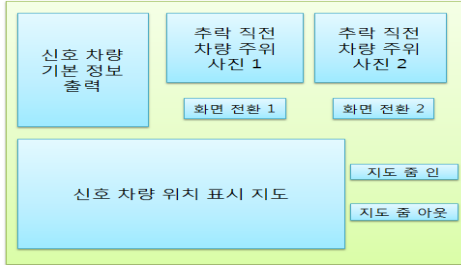 신호 차량
기본 정보
출력
추락 직전
차량 주위
사진 1
추락 직전
차량 주위
사진 2
화면 전환 1
화면 전환 2
신호 차량 위치 표시 지도
지도 줌 인
지도 줌 아웃